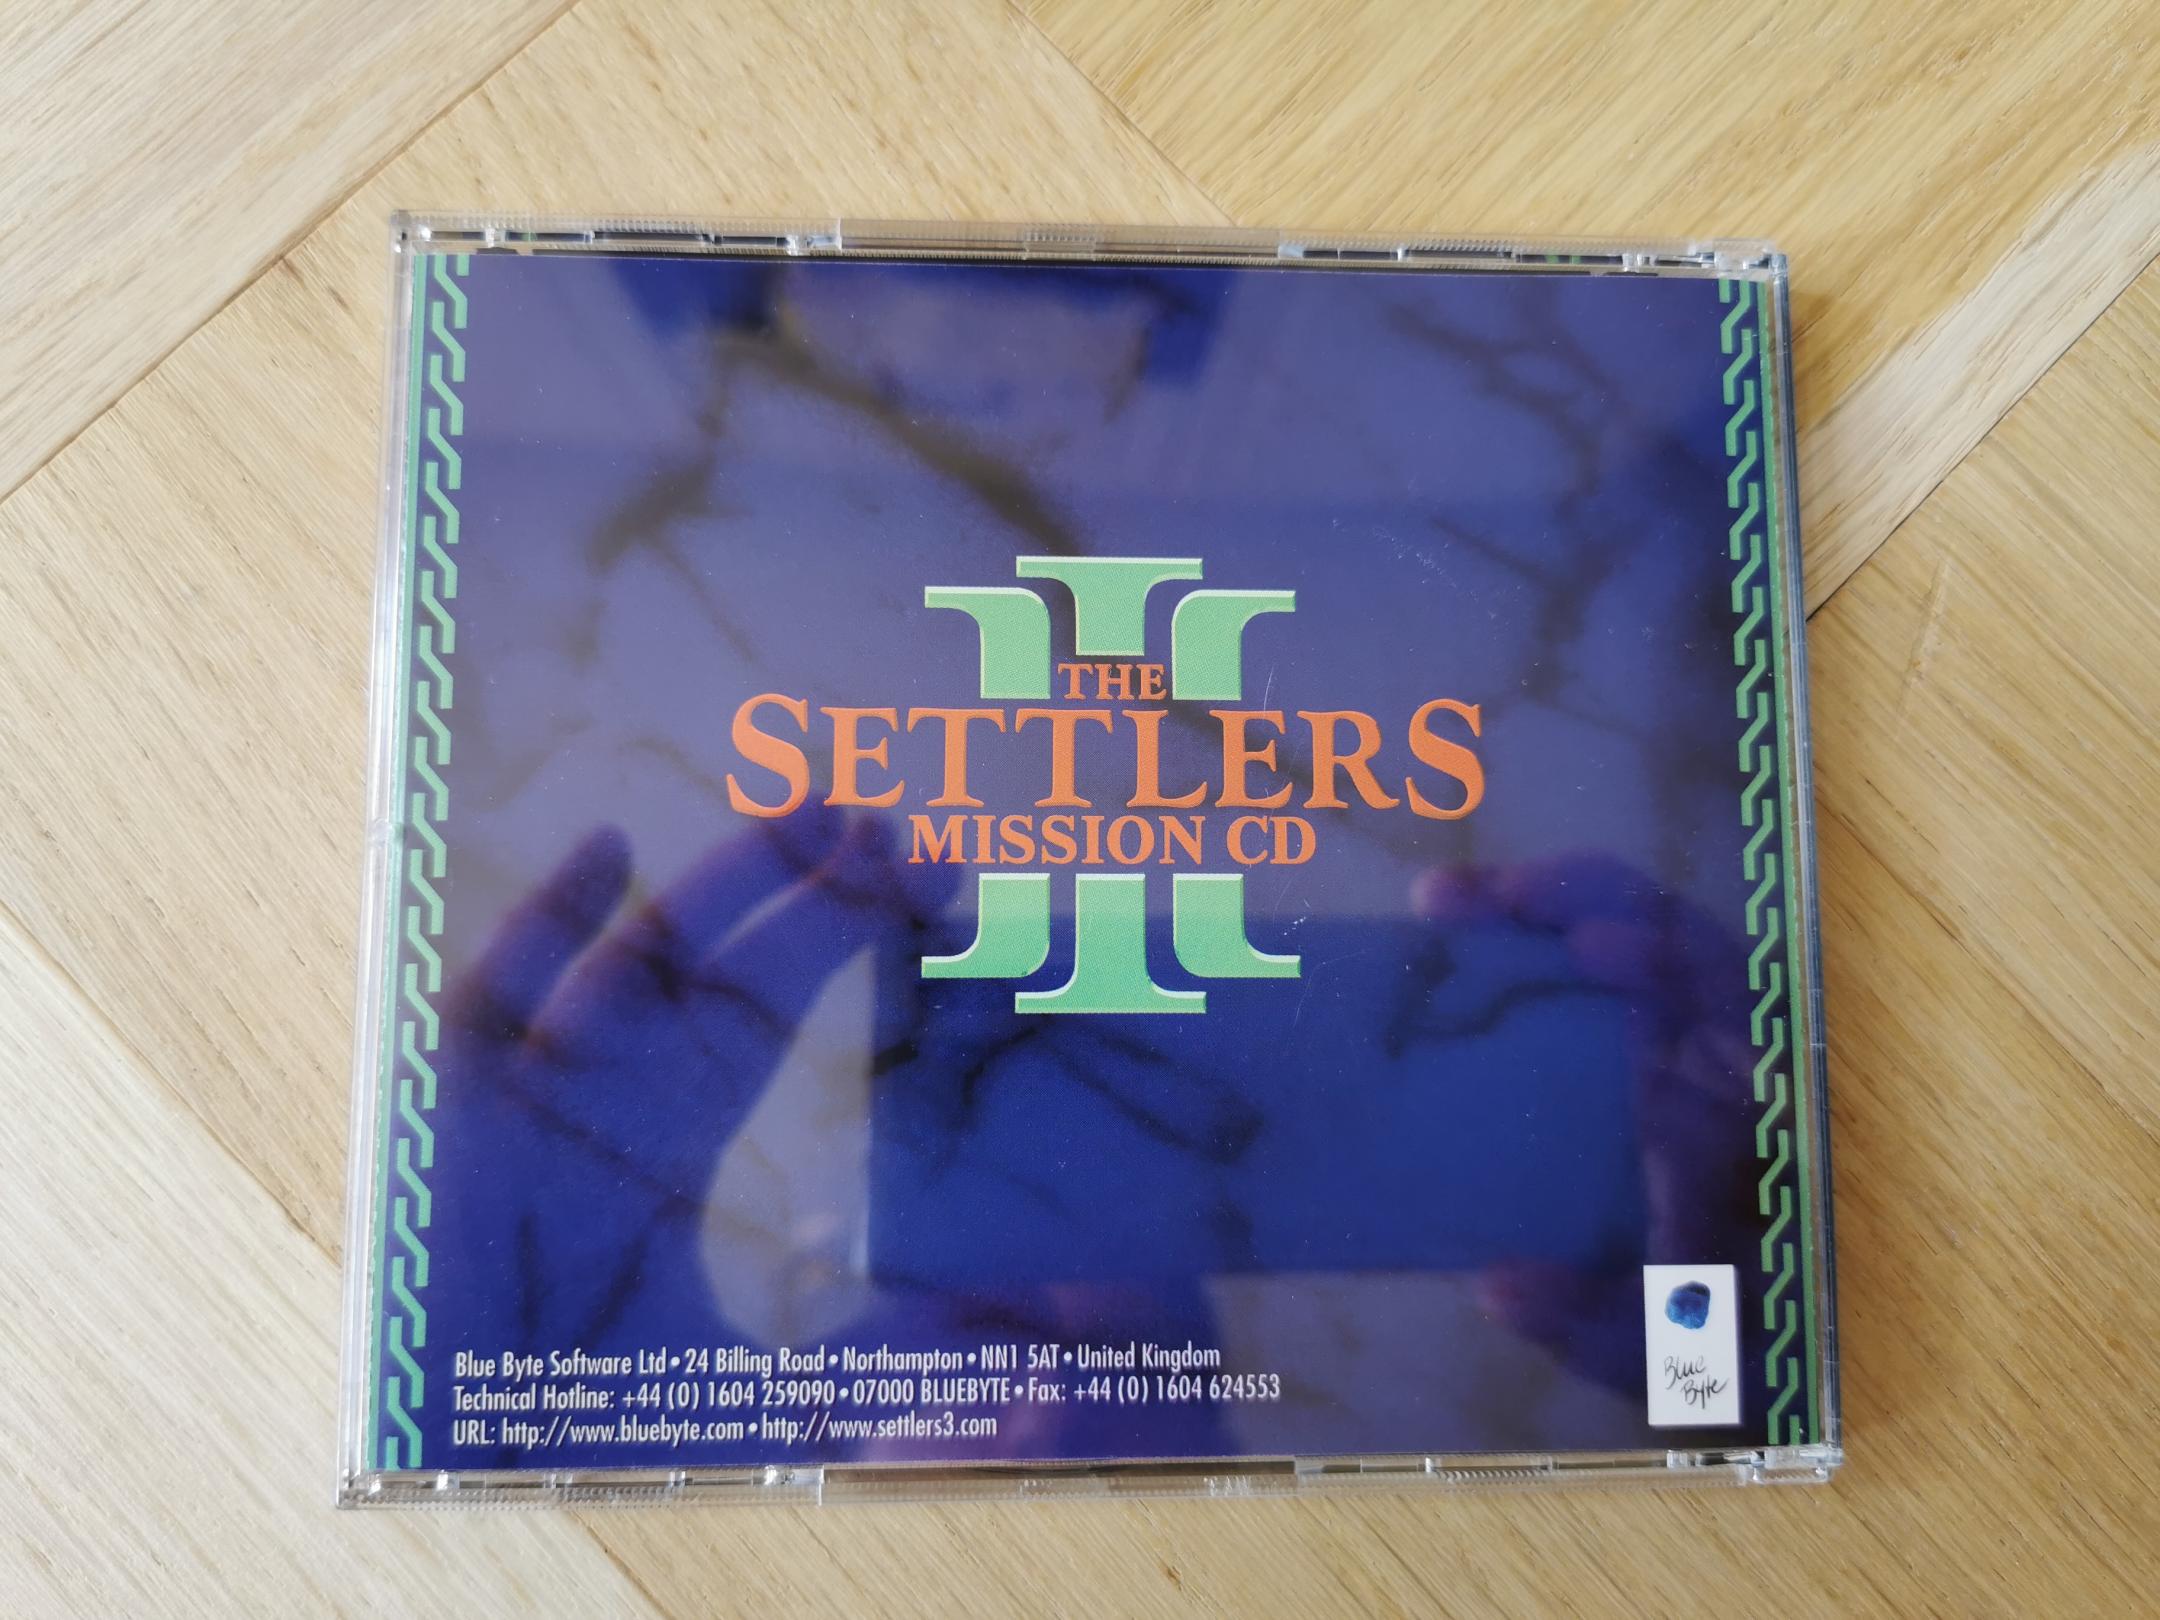 THE
SETTLERS
MISSION CD
III
Blue Byte Software Ltd • 24 Billing Road • Northampton • NN1 5AT • United Kingdom
Technical Hotline: +44 (0) 1604 259090 • 07000 BLUEBYTE • Fax: +44 (0) 1604 624553
URL: http://www.bluebyte.com • http://www.settlers3.com
Blue
Byte